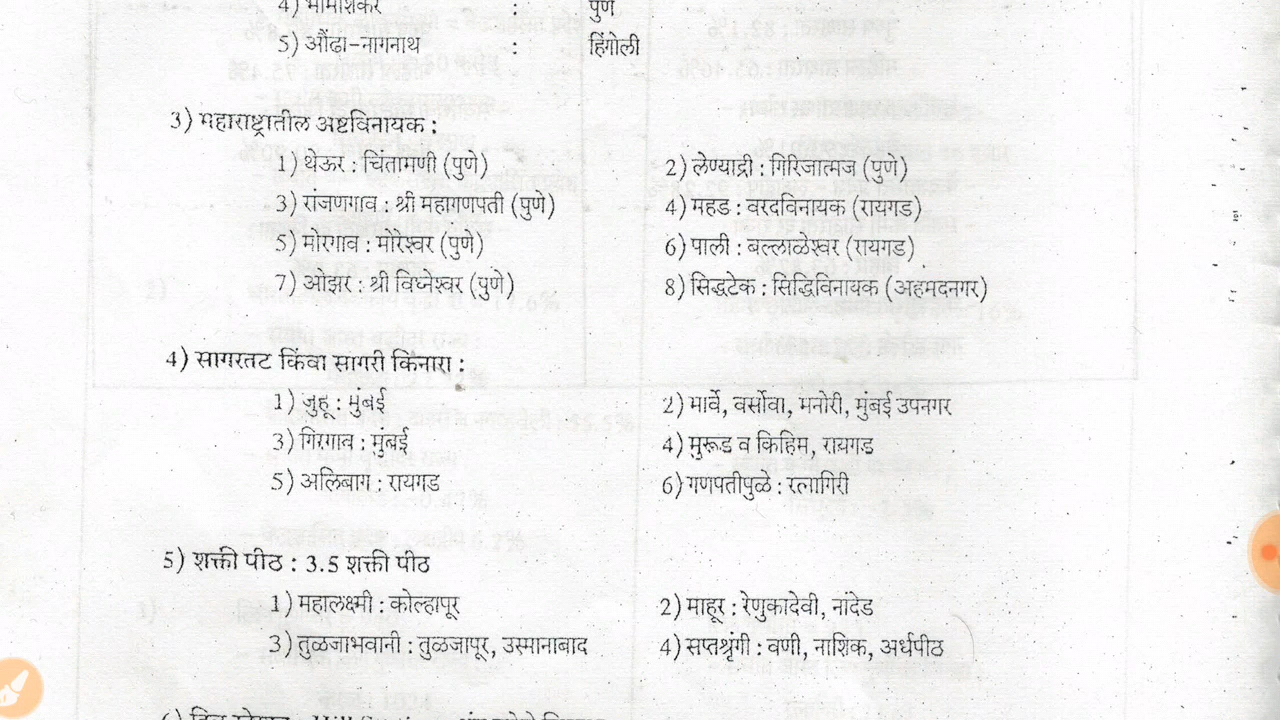 4) भीमाशंकर : पुणे
5) औंढा-नागनाथ : हिंगोली
3) महाराष्ट्रातील अष्टविनायक :
1) थेऊर : चिंतामणी (पुणे) 2) लेण्याद्री : गिरिजात्मज (पुणे)
3) रांजणगाव : श्री महागणपती (पुणे) 4) महड : वरदविनायक (रायगड)
5) मोरगाव : मोरेश्वर (पुणे) 6) पाली : बल्लाळेश्वर (रायगड)
7) ओझर : श्री विघ्नेश्वर (पुणे) 8) सिद्धटेक : सिद्धिविनायक (अहमदनगर)
4) सागरतट किंवा सागरी किनारा :
1) जुहू : मुंबई 2) मार्वे, वर्सोवा, मनोरी, मुंबई उपनगर
3) गिरगाव : मुबई 4) मुरूड व किहिम, रायगड
5) अलिबाग : रायगड 6) गणपतीपुळे : रत्नागिरी
5) शक्ती पीठ : 3.5 शक्ती पीठ
1) महालक्ष्मी : कोल्हापूर 2) माहूर : रेणुकादेवी, नांदेड
3) तुळजाभवानी : तुळजापूर, उस्मानाबाद 4) सप्तश्रृंगी : वणी, नाशिक, अर्धपीठ